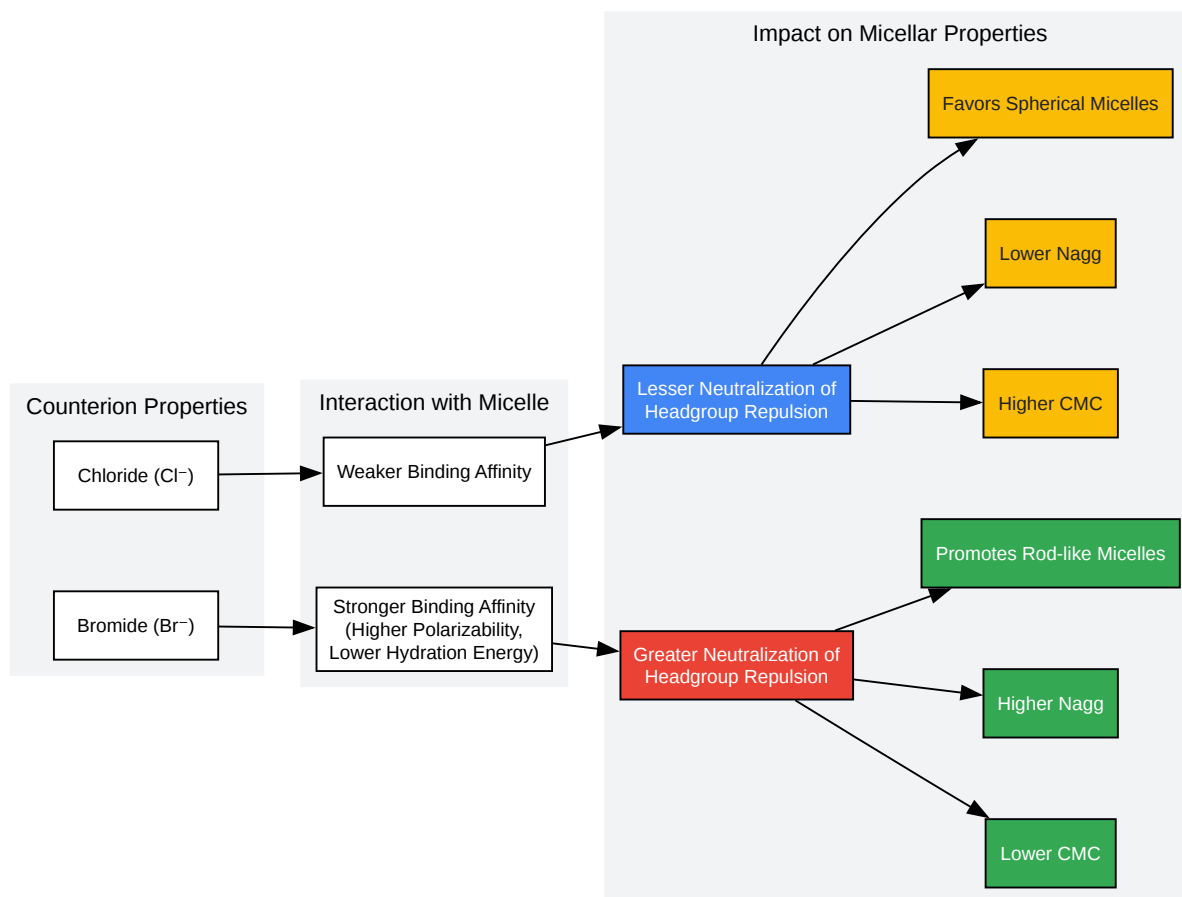 Impact on Micellar Properties
Favors Spherical Micelles
Lower Nagg
Higher CMC
Lesser Neutralization of
Headgroup Repulsion
Counterion Properties
Chloride (Cl⁻)
Bromide (Br⁻)
Interaction with Micelle
Weaker Binding Affinity
Stronger Binding Affinity
(Higher Polarizability,
Lower Hydration Energy)
Greater Neutralization of
Headgroup Repulsion
Promotes Rod-like Micelles
Higher Nagg
Lower CMC